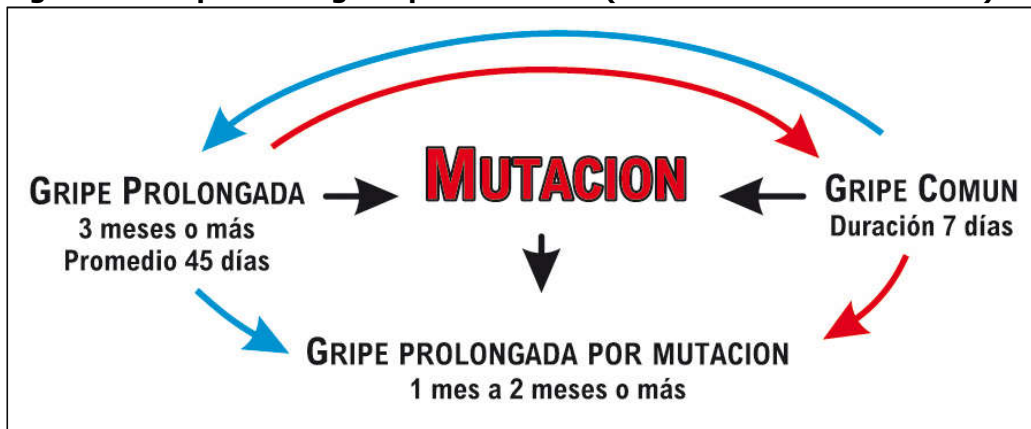 MUTACION
GRIPE PROLONGADA
3 meses o más
Promedio 45 días
GRIPE COMUN
Duración 7 días
GRIPE PROLONGADA POR MUTACION
1 mes a 2 meses o más